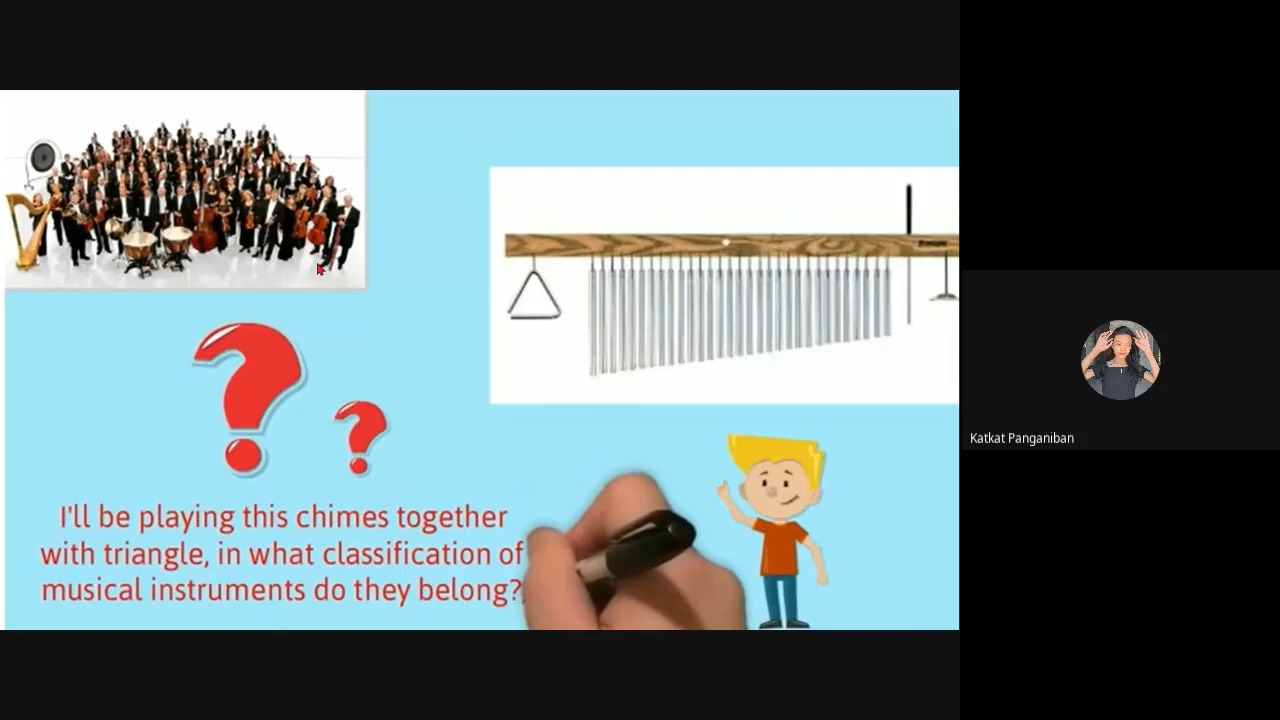 I'll be playing this chimes together
with triangle, in what classification of
musical instruments do they belong?
Katkat Panganiban